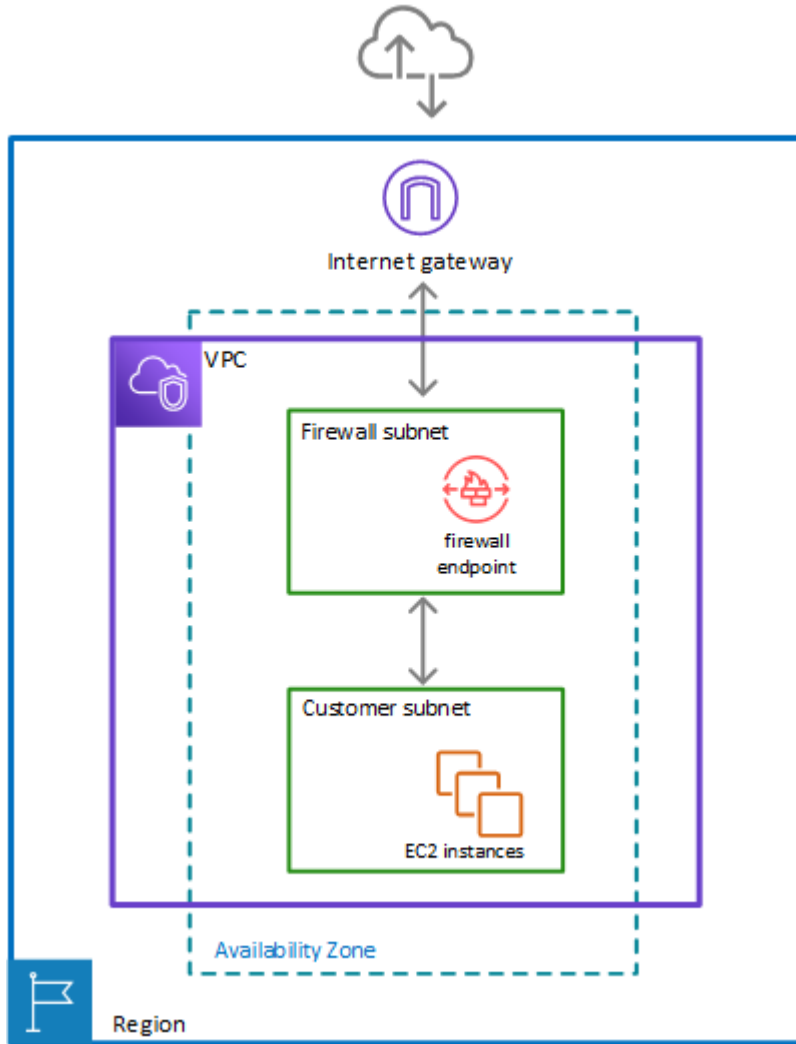 Internet gateway
VPC
Firewall subnet
firewall
endpoint
Customer subnet
EC2 instances
Availability Zone
Region